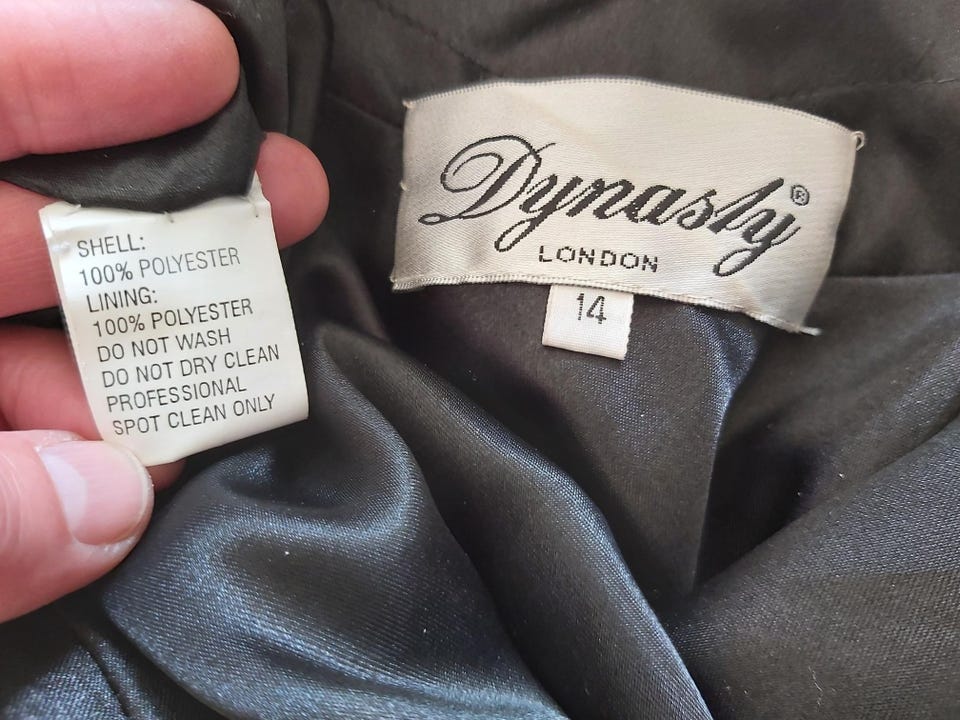 SHELL:
100% POLYESTER
LINING:
100% POLYESTER
DO NOT WASH
DO NOT DRY CLEAN
PROFESSIONAL
SPOT CLEAN ONLY
Dynasty®
LONDON
14